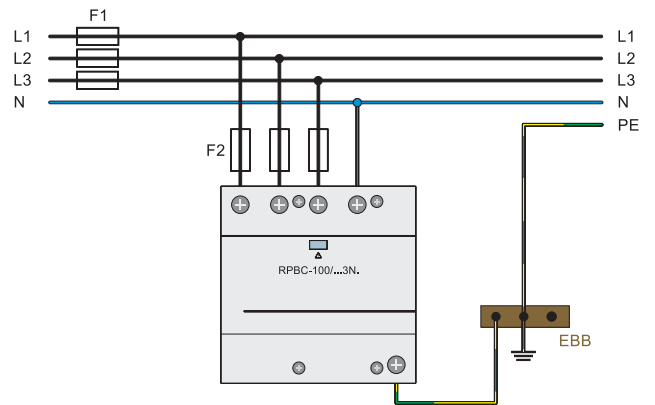 F1
L1 L1
L2 L2
L3 L3
N N
PE
F2
RPBC-100/...3N.
EBB